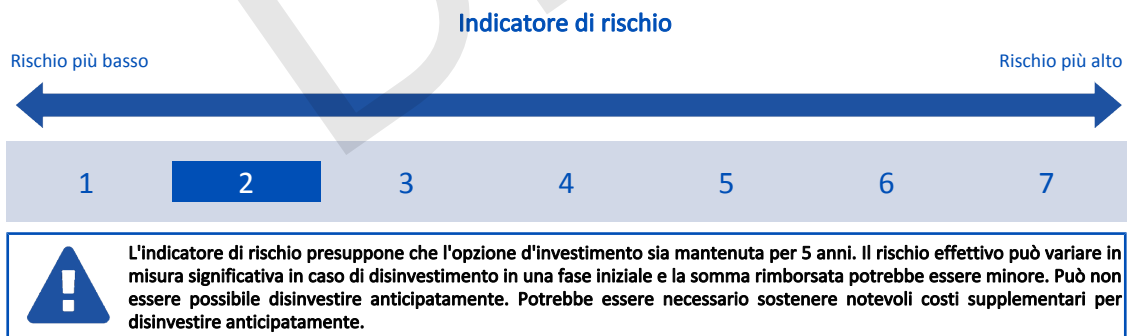 Indicatore di rischio
Rischio più basso
Rischio più alto
1 2 3 4 5 6 7
L'indicatore di rischio presuppone che l'opzione d'investimento sia mantenuta per 5 anni. Il rischio effettivo può variare in
misura significativa in caso di disinvestimento in una fase iniziale e la somma rimborsata potrebbe essere minore. Può non
essere possibile disinvestire anticipatamente. Potrebbe essere necessario sostenere notevoli costi supplementari per
disinvestire anticipatamente.